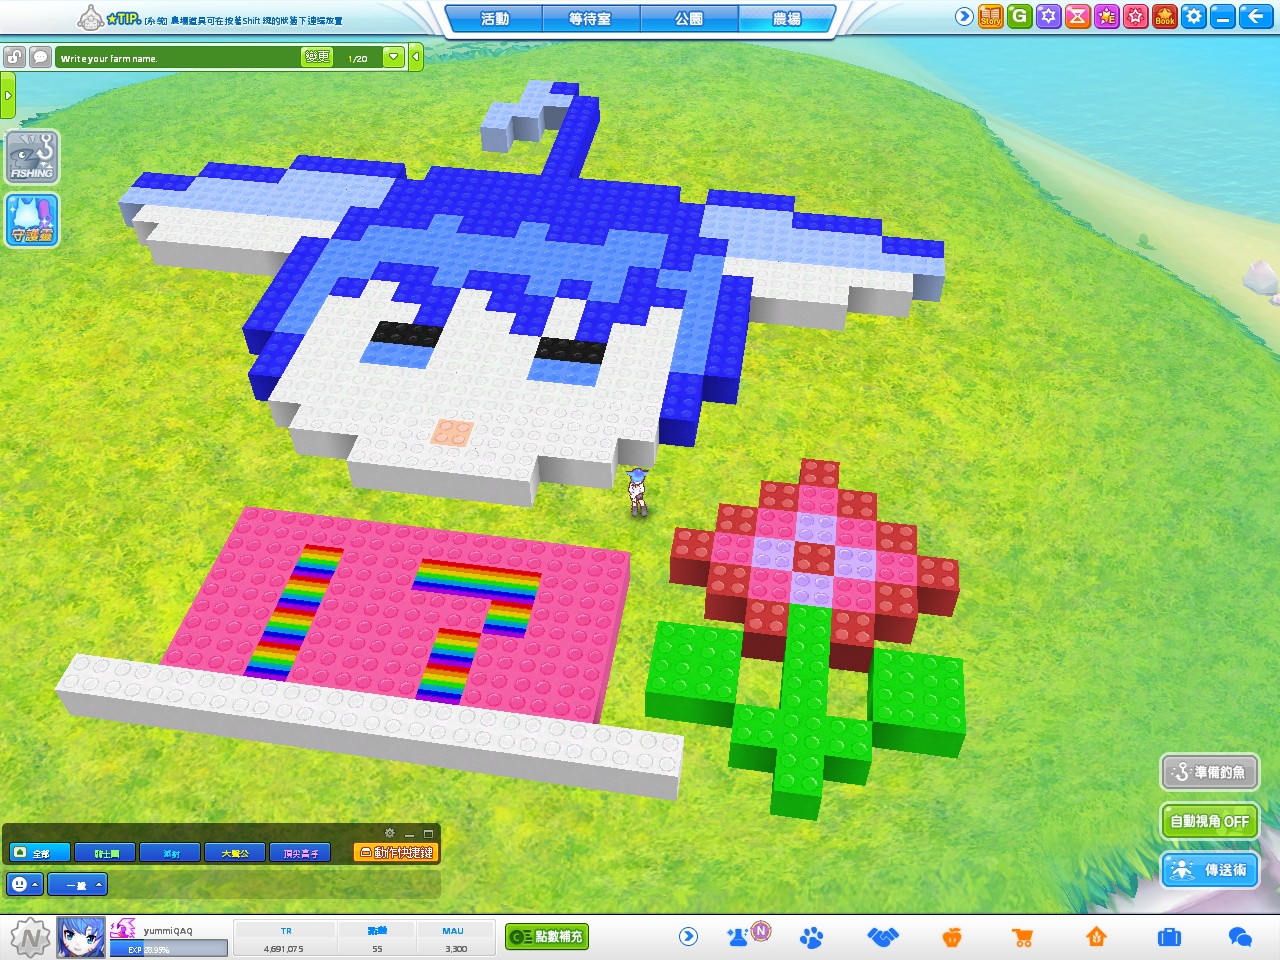 ★TIP. [系統] 農場道具可在按著Shift 鍵的狀態下連續放置
活動
等待室
公園
農場
Story
G
E
Book
Write your farm name.
變更
1/20
FISHING
守護靈
17
準備釣魚
自動視角 OFF
傳送術
全部
騎士團
派對
大聲公
頂尖高手
動作快捷鍵
一般
N
yummiQAQ
EXP 28.95%
TR
4,691,075
點數
55
MAU
3,300
點數補充
N